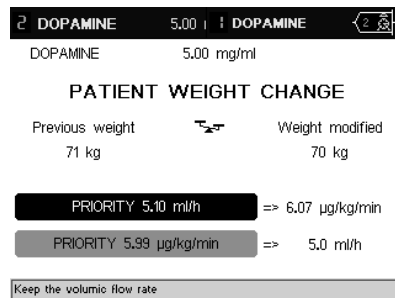 2 DOPAMINE 5.00 1 DOPAMINE 2
DOPAMINE 5.00 mg/ml
PATIENT WEIGHT CHANGE
Previous weight Weight modified
71 kg 70 kg
PRIORITY 5.10 ml/h => 6.07 µg/kg/min
PRIORITY 5.99 µg/kg/min => 5.0 ml/h
Keep the volumic flow rate